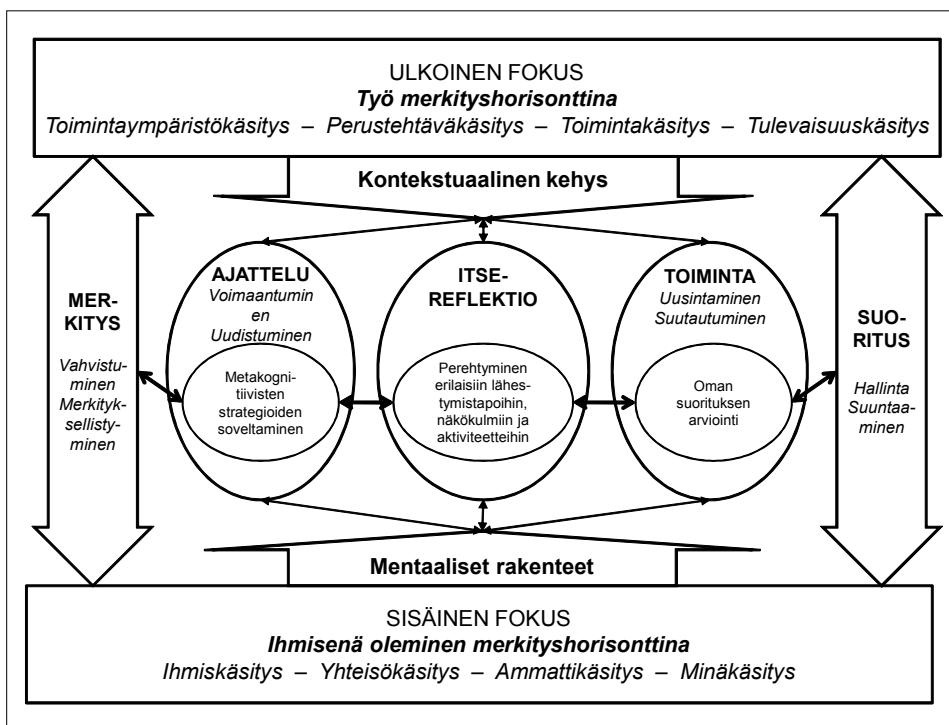 ULKOINEN FOKUS
Työ merkityshorisonttina
Toimintaympäristökäsitys – Perustehtäväkäsitys – Toimintakäsitys – Tulevaisuuskäsitys
Kontekstuaalinen kehys
MER-
KITYS
Vahvistu-
minen
Merkityk-
sellisty-
minen
AJATTELU
Voimaantumin
en
Uudistuminen
Metakogni-
tiivisten
strategioiden
soveltaminen
ITSE-
REFLEKTIO
Perehtyminen
erilaisiin lähes-
tymistapoihin,
näkökulmiin ja
aktiviteetteihin
TOIMINTA
Uusintaminen
Suutautuminen
Oman
suorituksen
arviointi
SUO-
RITUS
Hallinta
Suuntaa-
minen
Mentaaliset rakenteet
SISÄINEN FOKUS
Ihmisenä oleminen merkityshorisonttina
Ihmiskäsitys – Yhteisökäsitys – Ammattikäsitys – Minäkäsitys